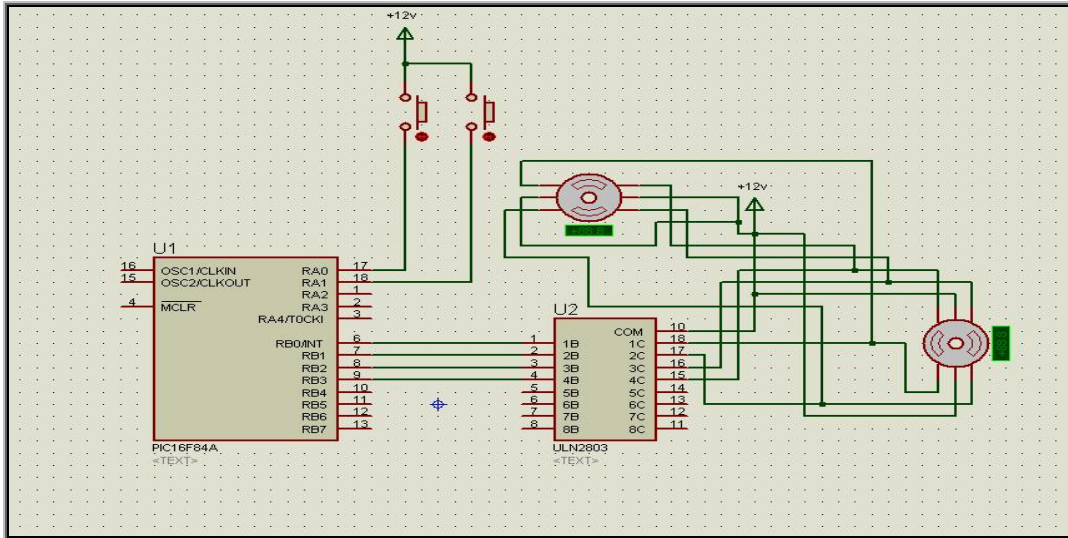 +12v
+12v
U1
16 OSC1/CLKIN RA0 17
15 OSC2/CLKOUT RA1 18
RA2 1
4 MCLR RA3 2
RA4/T0CKI 3
RB0/INT 6
RB1 7
RB2 8
RB3 9
RB4 10
RB5 11
RB6 12
RB7 13
PIC16F84A
<TEXT>
U2
COM 10
1 1B 1C 18
2 2B 2C 17
3 3B 3C 16
4 4B 4C 15
5 5B 5C 14
6 6B 6C 13
7 7B 7C 12
8 8B 8C 11
ULN2803
<TEXT>